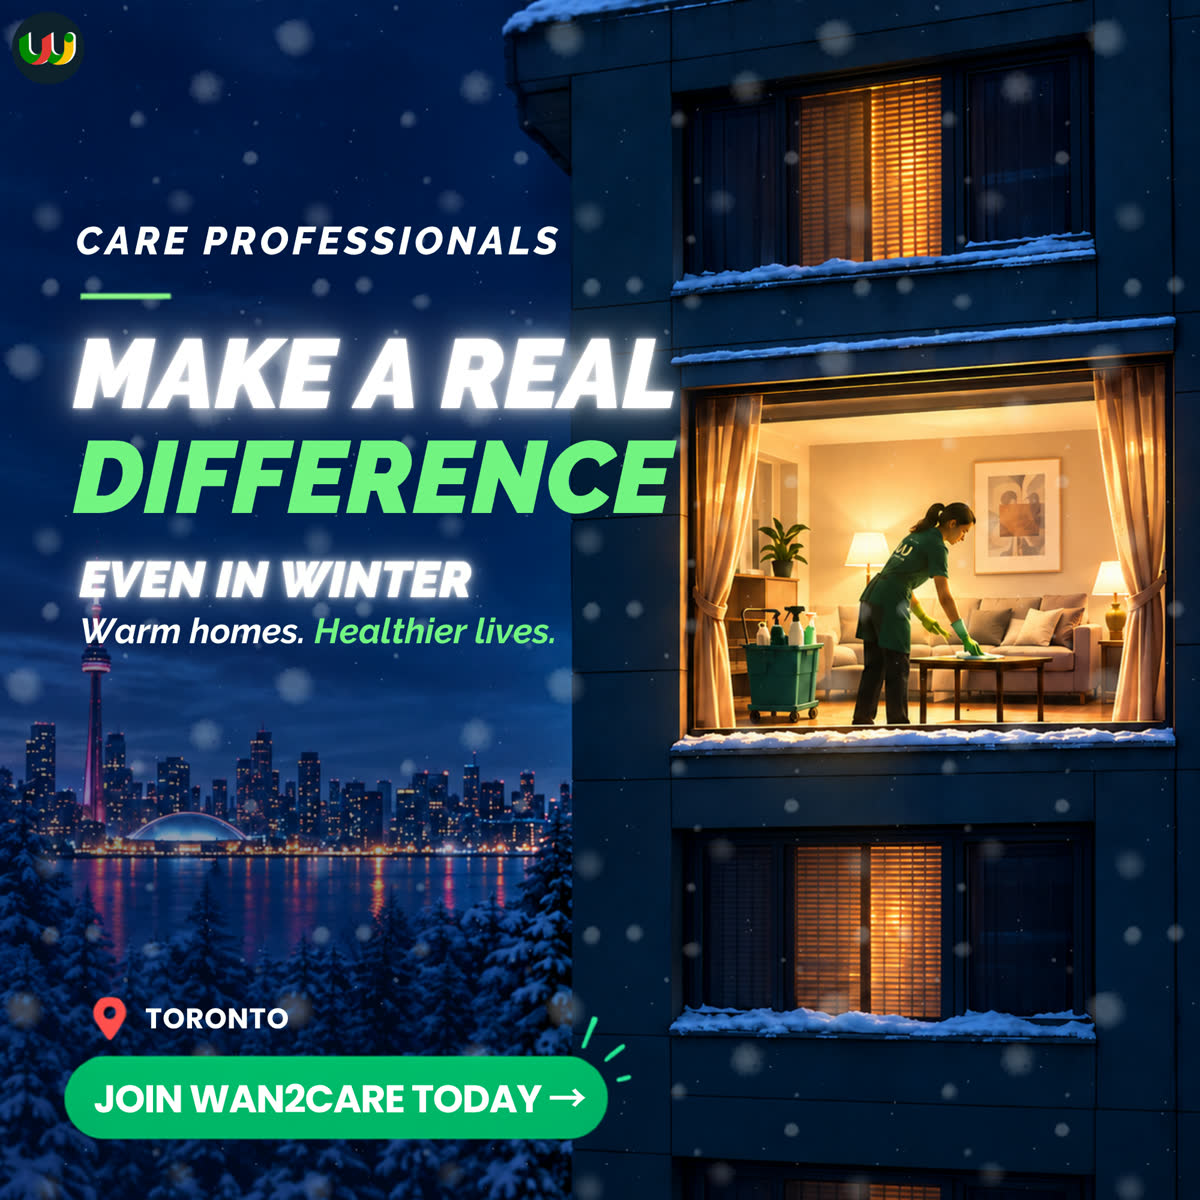 CARE PROFESSIONALS
MAKE A REAL
DIFFERENCE
EVEN IN WINTER
Warm homes. Healthier lives.
TORONTO
JOIN WAN2CARE TODAY →